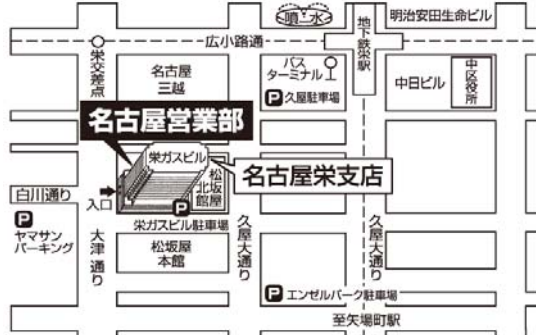 噴水
地下鉄栄駅
明治安田生命ビル
広小路通
栄交差点
名古屋
三越
バス
ターミナル
中日ビル
中区役所
P 久屋駐車場
名古屋営業部
栄ガスビル
松坂屋
北館
名古屋栄支店
白川通り
入口
P
P
ヤマサン
パーキング
栄ガスビル駐車場
大津通り
松坂屋
本館
久屋大通り
久屋大通り
P エンゼルパーク駐車場
至矢場町駅